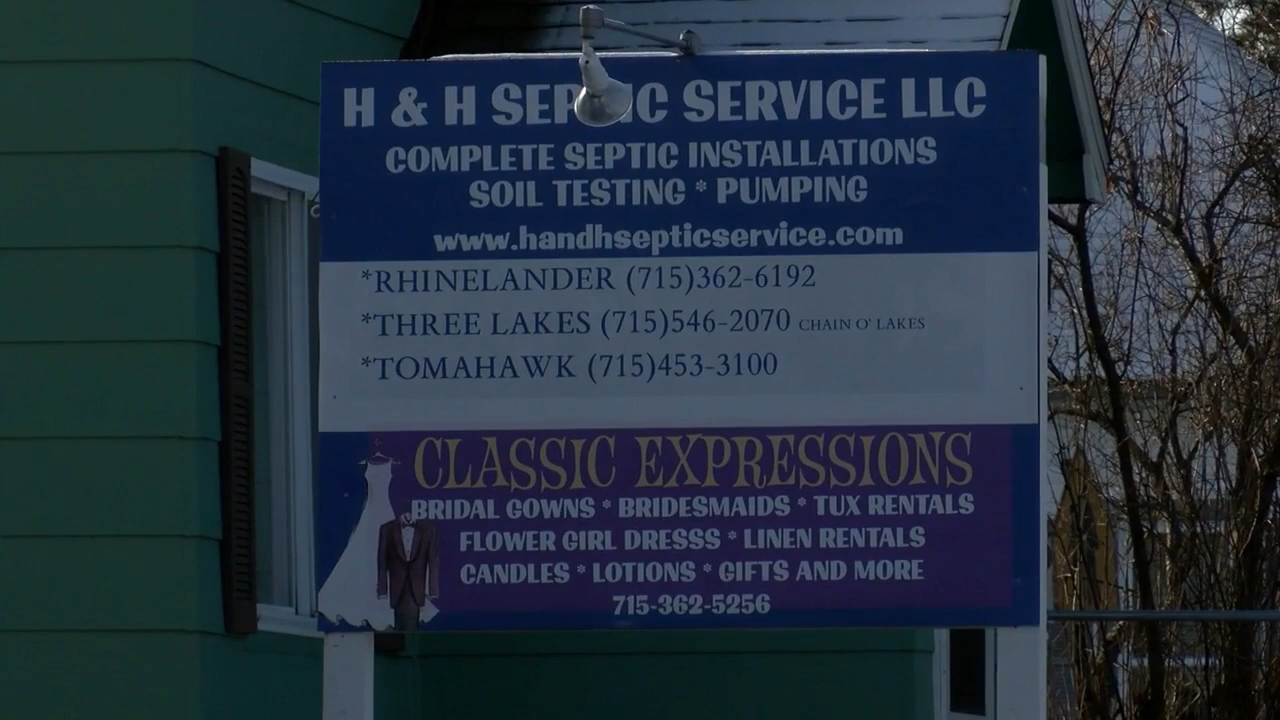 H & H SEPTIC SERVICE LLC
COMPLETE SEPTIC INSTALLATIONS
SOIL TESTING * PUMPING
www.handhsepticservice.com
*RHINELANDER (715)362-6192
*THREE LAKES (715)546-2070 CHAIN O' LAKES
*TOMAHAWK (715)453-3100
CLASSIC EXPRESSIONS
BRIDAL GOWNS * BRIDESMAIDS * TUX RENTALS
FLOWER GIRL DRESSS * LINEN RENTALS
CANDLES * LOTIONS * GIFTS AND MORE
715-362-5256